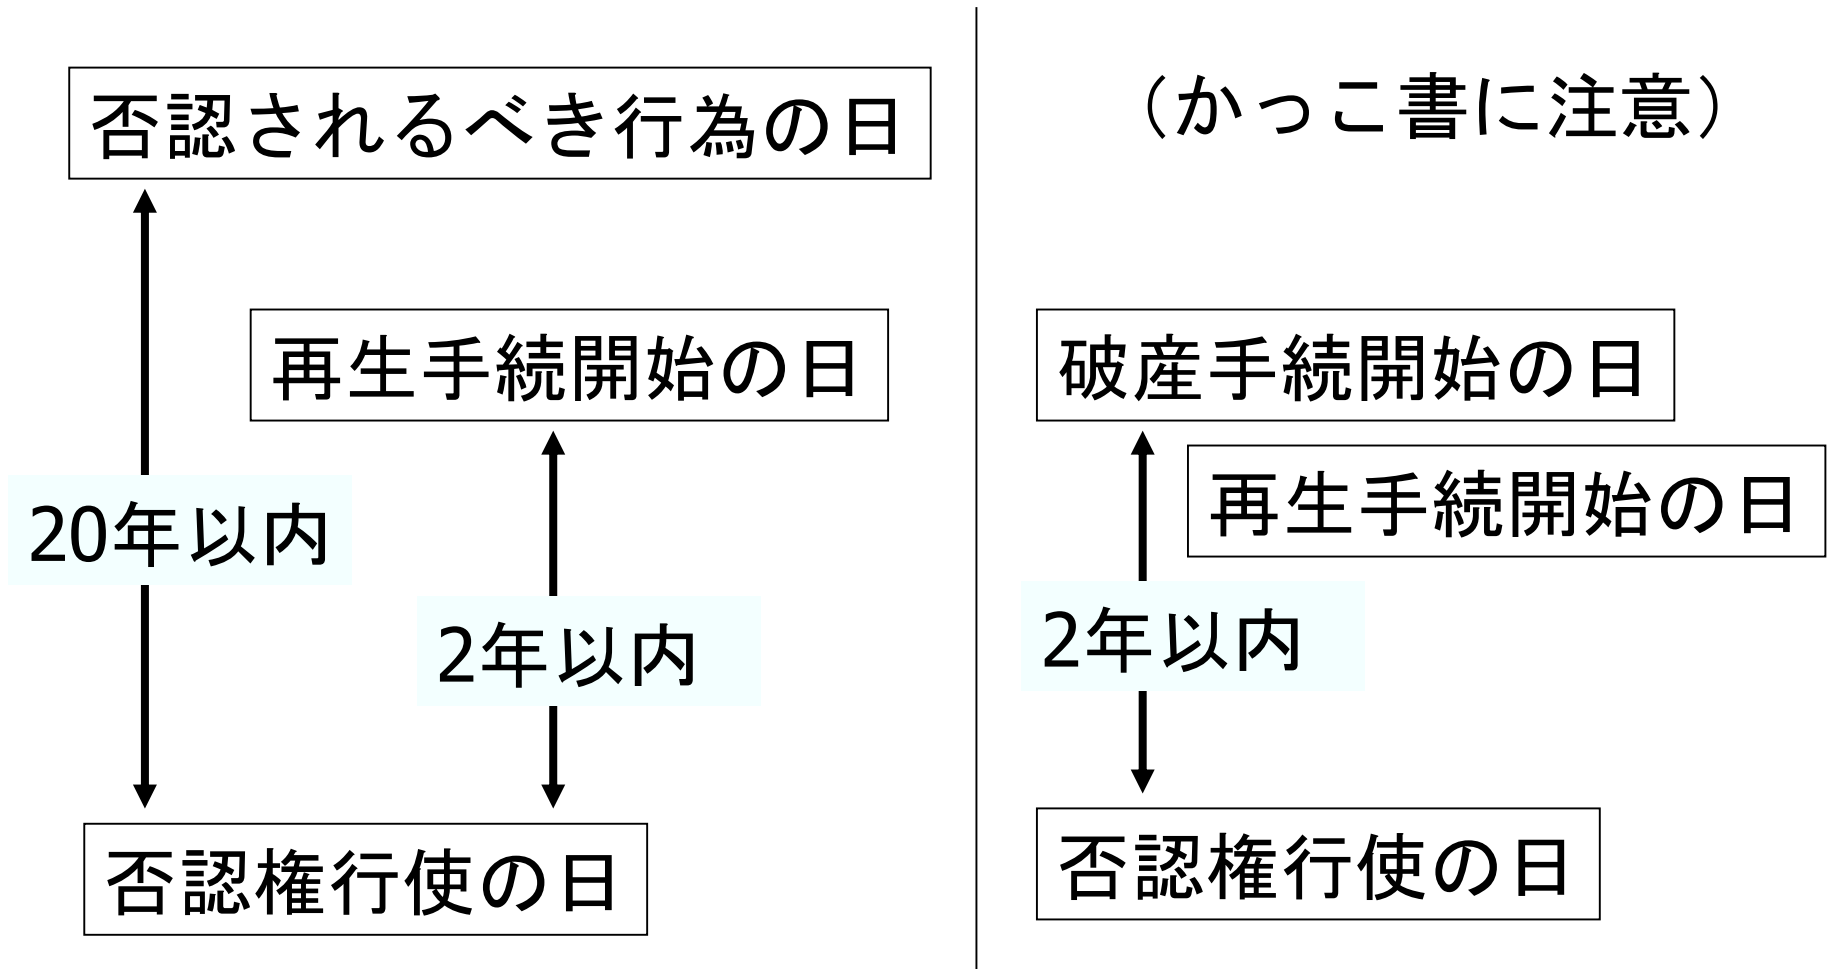 否認されるべき行為の日
再生手続開始の日
20年以内
2年以内
否認権行使の日
（かっこ書に注意）
破産手続開始の日
再生手続開始の日
2年以内
否認権行使の日